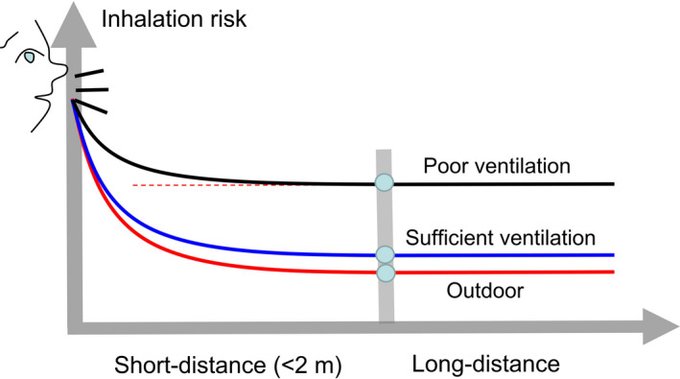 Inhalation risk
Poor ventilation
Sufficient ventilation
Outdoor
Short-distance (<2 m)
Long-distance